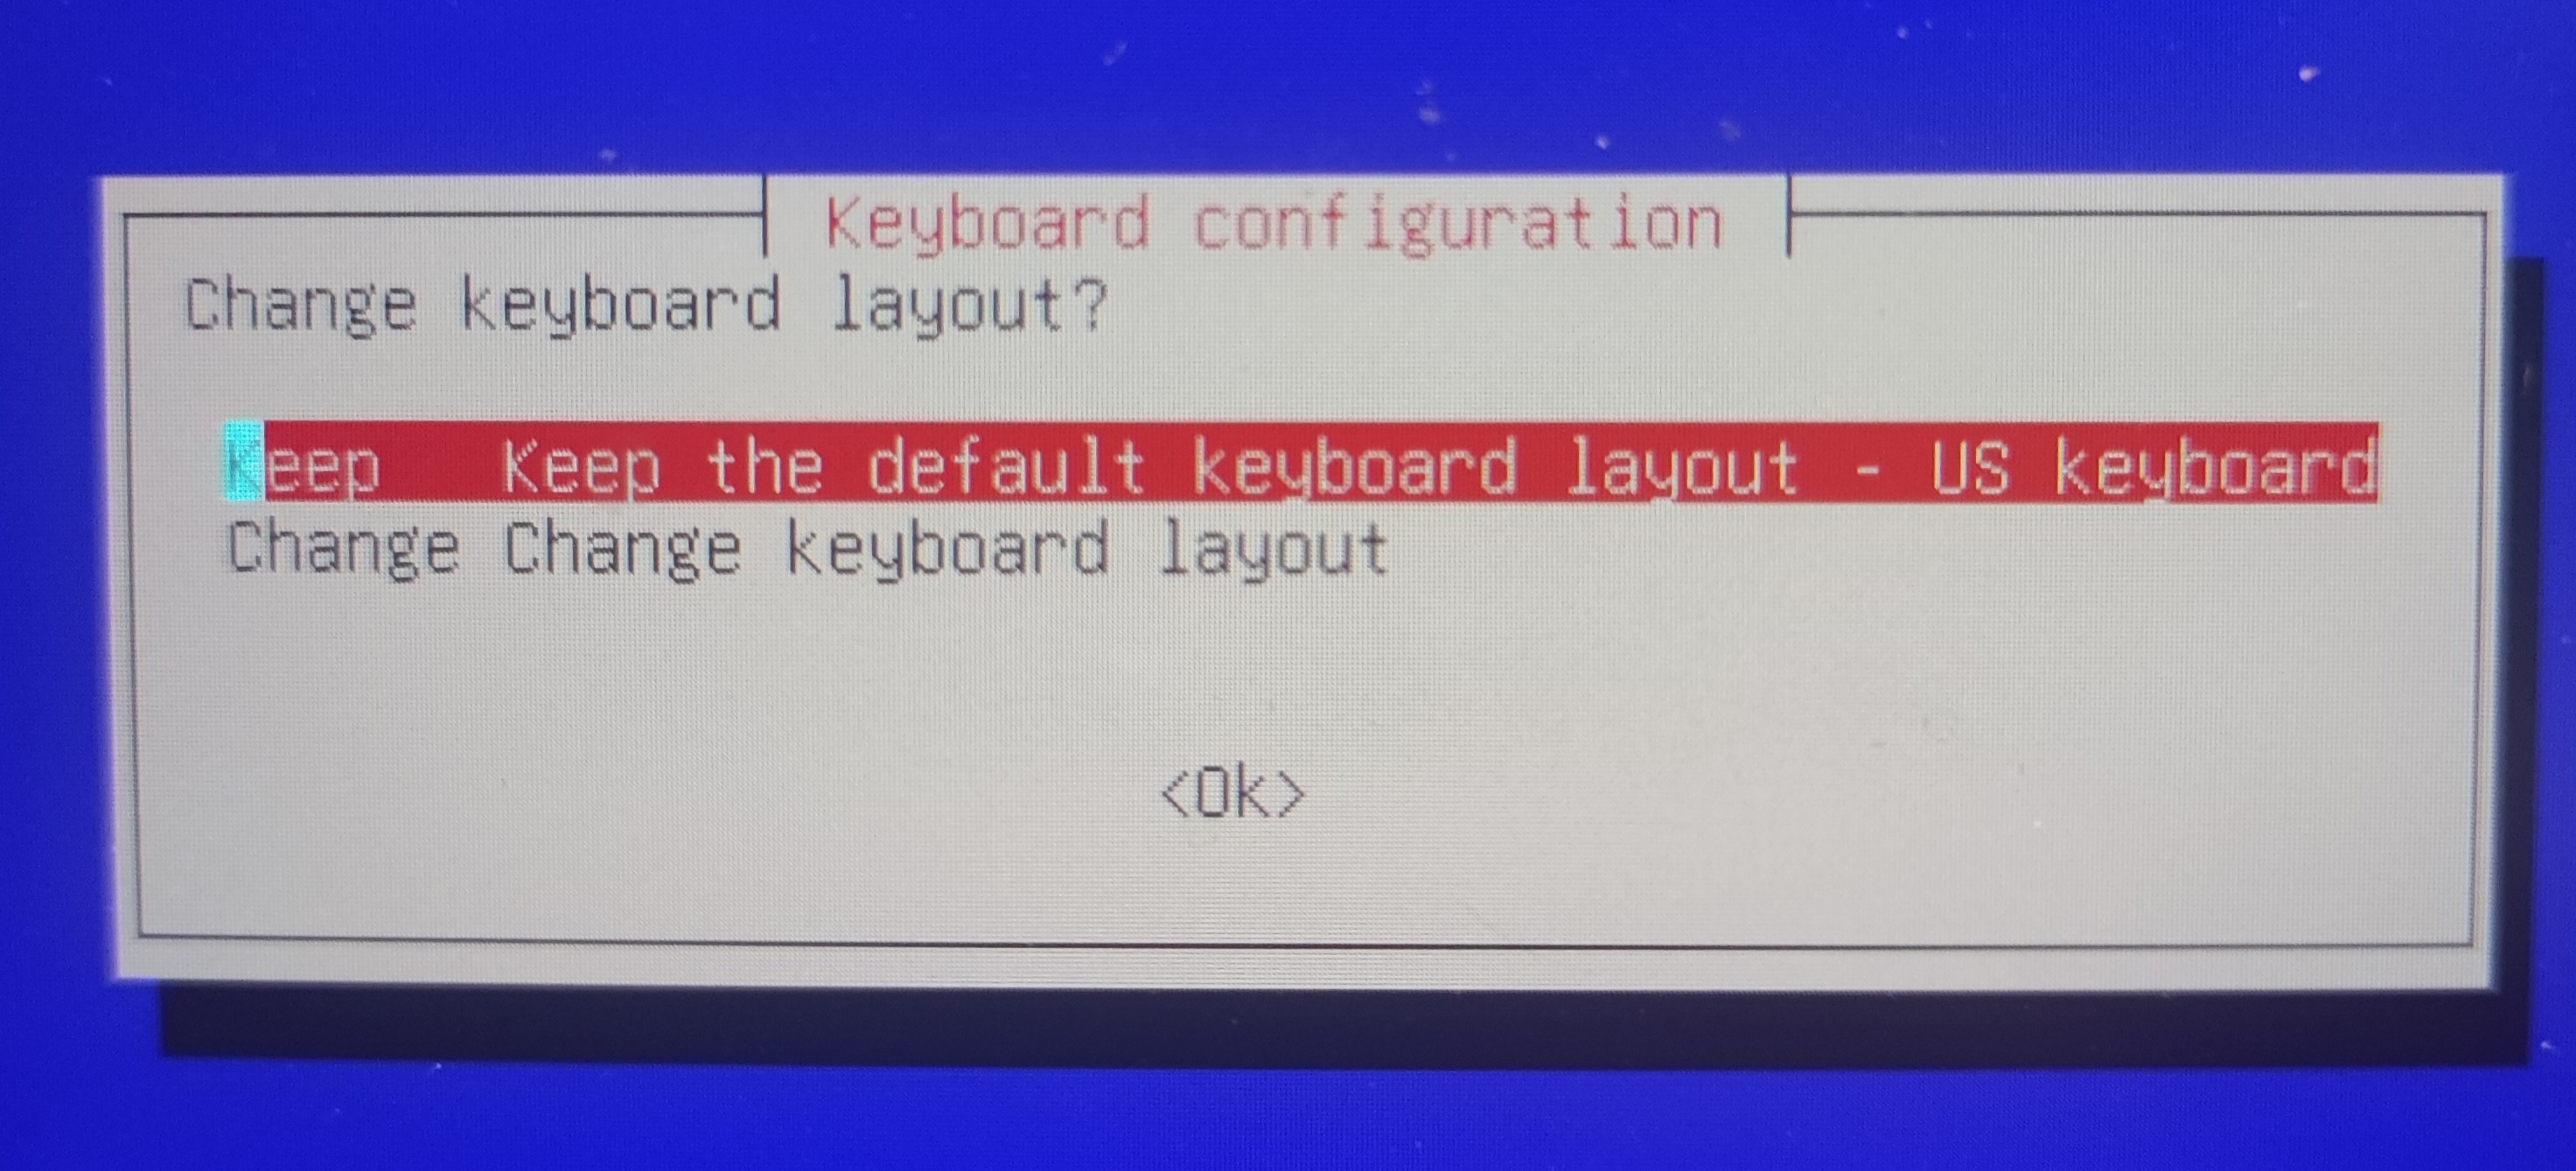 Keyboard configuration
Change keyboard layout?
Keep Keep the default keyboard layout - US keyboard
Change Change keyboard layout
<Ok>